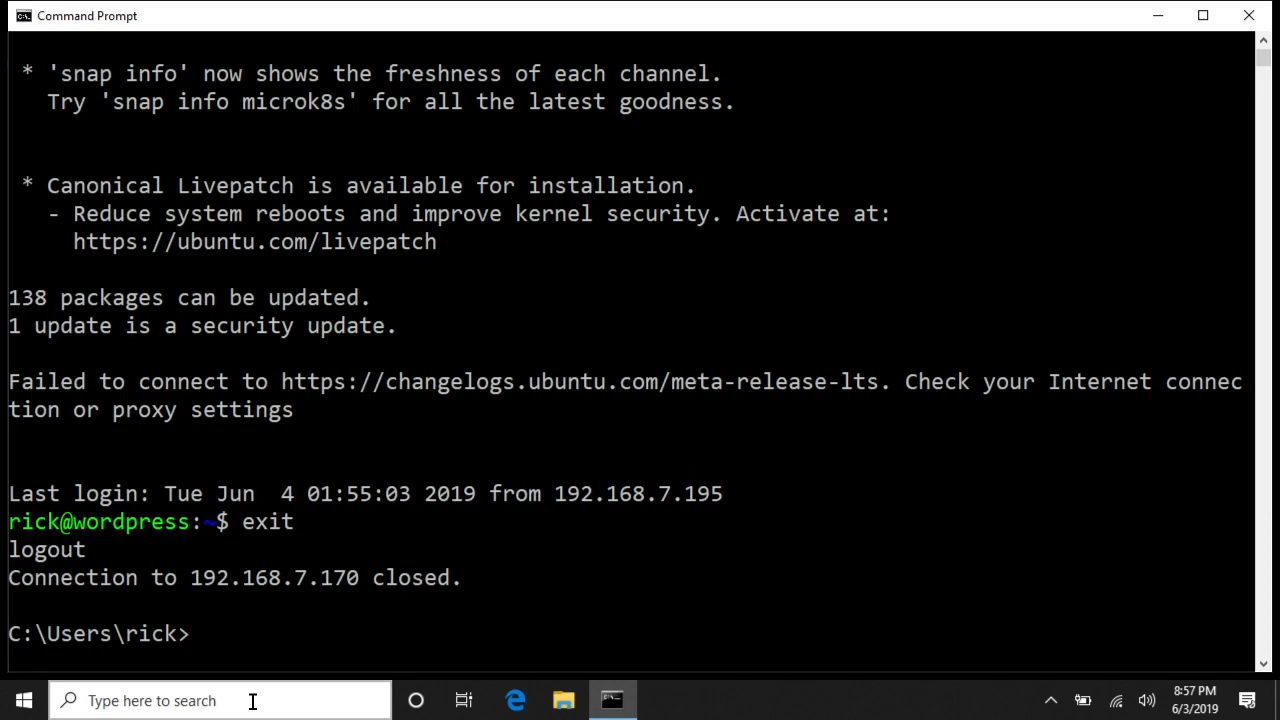 Command Prompt
* 'snap info' now shows the freshness of each channel.
Try 'snap info microk8s' for all the latest goodness.
* Canonical Livepatch is available for installation.
- Reduce system reboots and improve kernel security. Activate at:
https://ubuntu.com/livepatch
138 packages can be updated.
1 update is a security update.
Failed to connect to https://changelogs.ubuntu.com/meta-release-lts. Check your Internet connec
tion or proxy settings
Last login: Tue Jun  4 01:55:03 2019 from 192.168.7.195
rick@wordpress:~$ exit
logout
Connection to 192.168.7.170 closed.
C:\Users\rick>
Type here to search
8:57 PM
6/3/2019